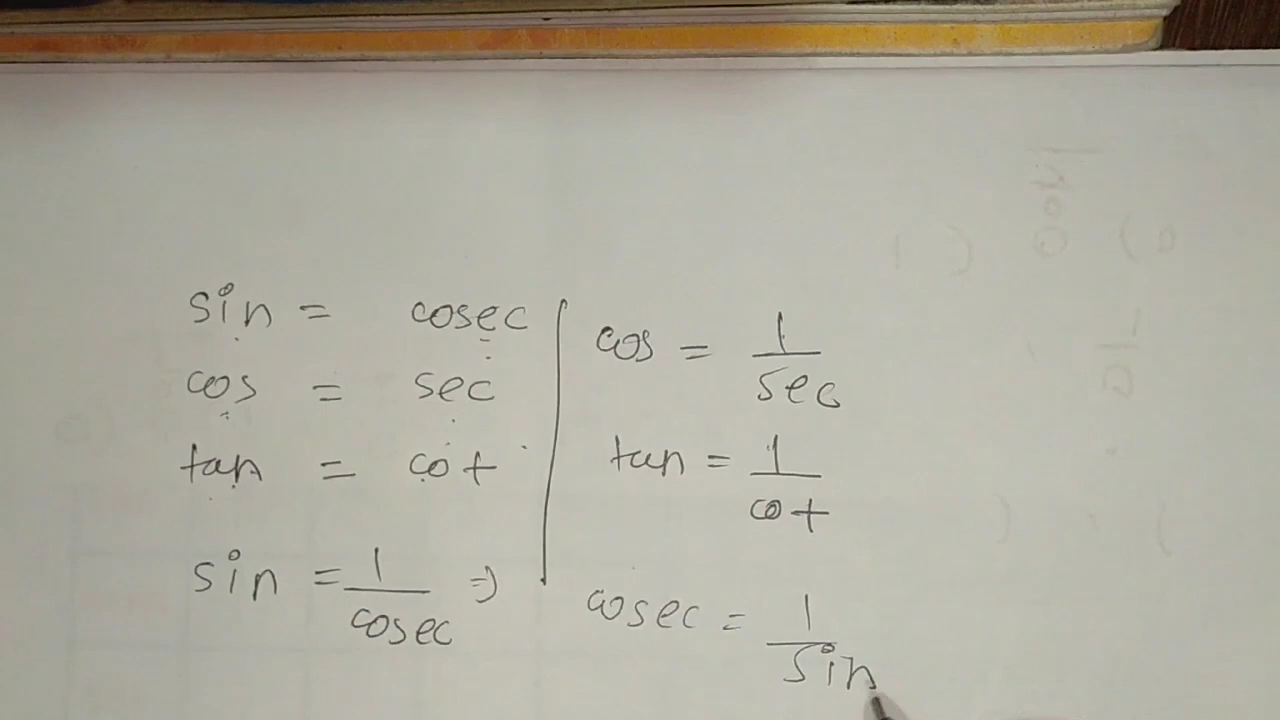 sin = cosec
cos = sec
tan = cot
sin = 1/cosec ⇒
cos = 1/sec
tan = 1/cot
cosec = 1/sin